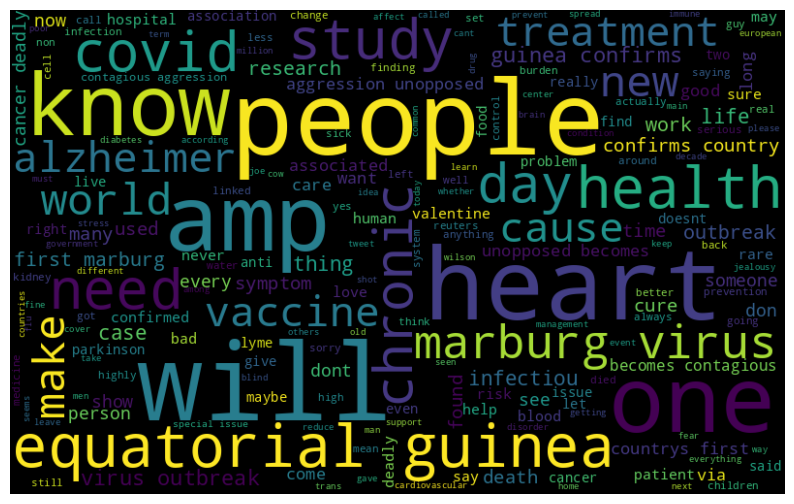 now
call
hospital
association
change
affect
called
set
prevent
spread
immune
poor
non
infection
term
less
million
cant
guy
may
european
cancer deadly
cell
covid
study
treatment
contagious aggression
research
finding
drug
burden
guinea confirms
two
saying
long
know
people
aggression unopposed
really
new
good
sure
diabetes
according
sick
common
food
center
control
brain
actually
main
serious
real
please
find
work
life
condition
confirms country
alzheimer
must
joe
cow
associated
learn
problem
around
decade
live
linked
idea
want
left
well
day
health
whether
world
stress
government
care
yes
human
today
valentine
cause
doesnt
right
used
many
amp
tweet
system
reuters
anything
time
outbreak
keep
first marburg
never
anti
thing
chronic
unopposed becomes
back
rare
kidney
different
water
wilson
jealousy
need
every
symptom
love
shot
heart
better
prevention
someone
countries
fine
got
confirmed
vaccine
cure
don
always
going
cover
case
bad
lyme
others
old
think
management
event
make
parkinson
take
will
give
sorry
dont
seen
marburg virus
becomes contagious
medicine
seems
highly
blind
high
maybe
even
infectiou
died
getting
show
men
found
risk
see
issue
let
one
person
leave
special issue
reduce
man
support
help
blood
disorder
equatorial guinea
mean
fear
countrys first
way
everything
virus outbreak
come
deadly
say
death
cancer
patient
via
said
still
trans
gave
cardiovascular
home
next
children